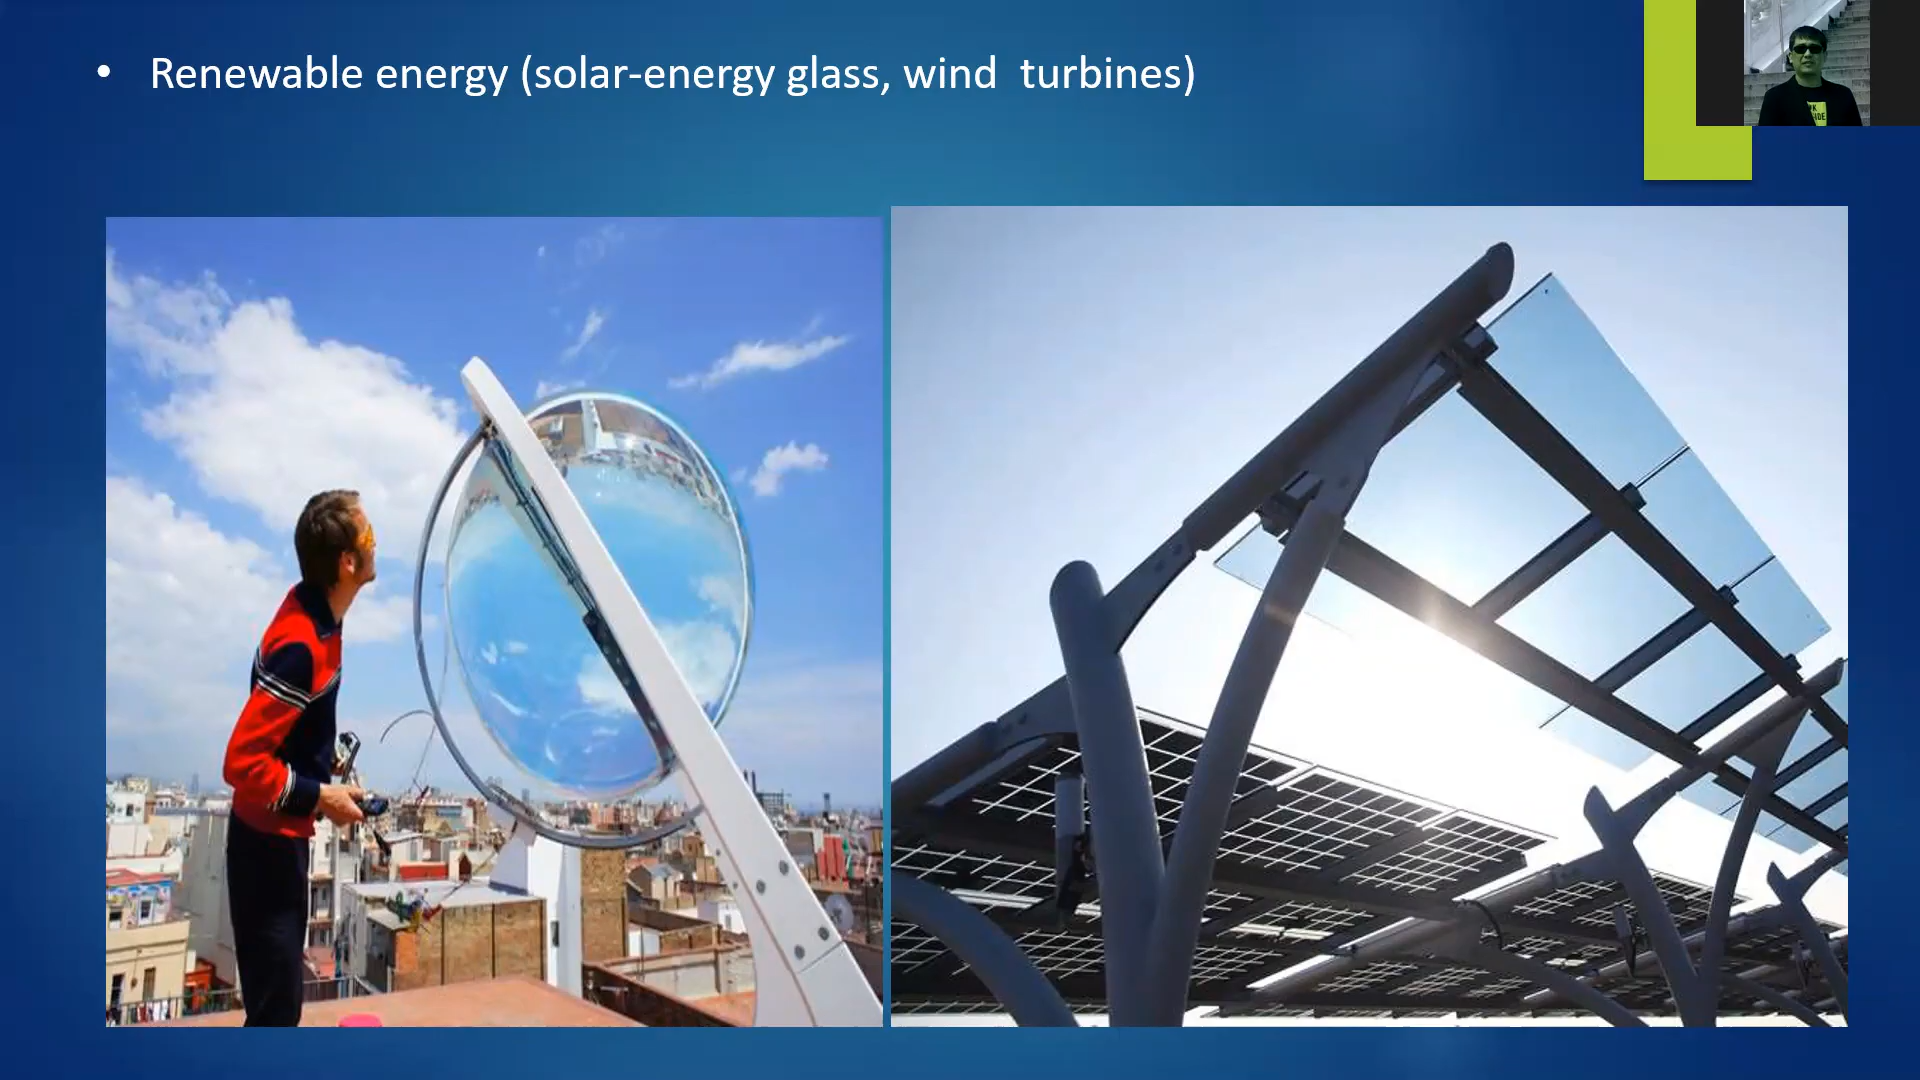 • Renewable energy (solar-energy glass, wind  turbines)